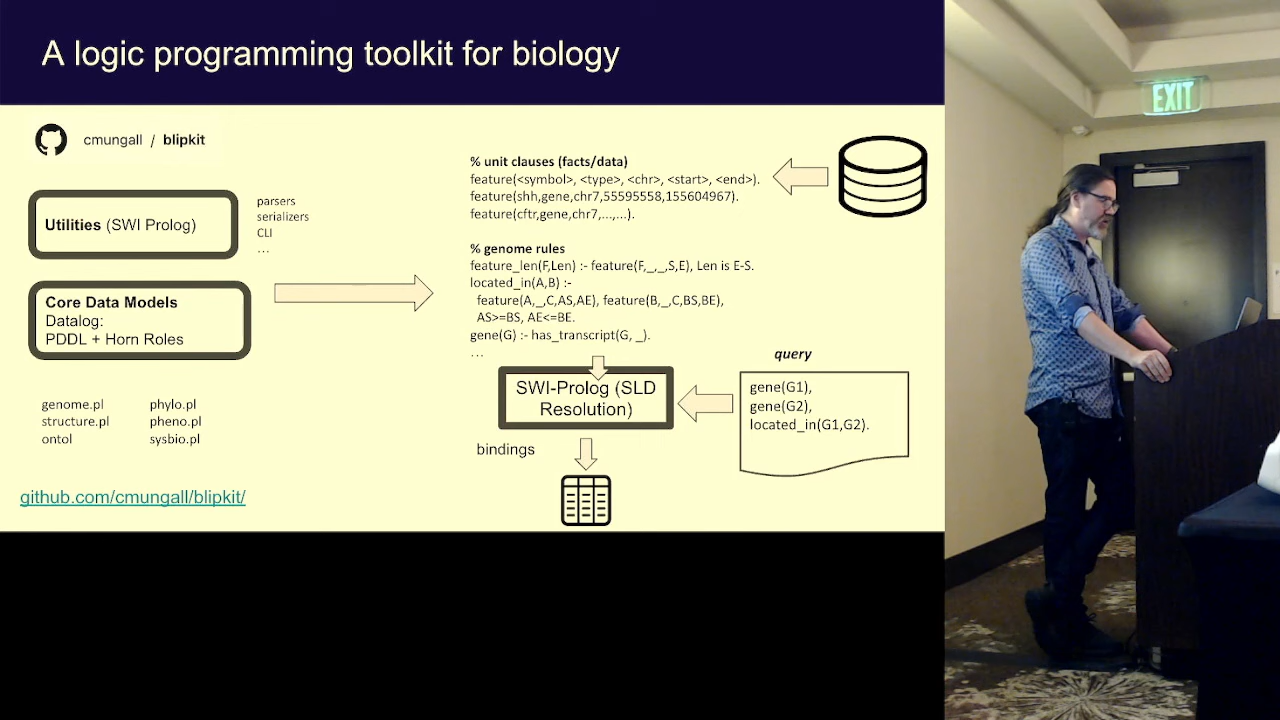 A logic programming toolkit for biology
cmungall / blipkit
Utilities (SWI Prolog)
parsers
serializers
CLI
...
Core Data Models
Datalog:
PDDL + Horn Roles
genome.pl
structure.pl
ontol
phylo.pl
pheno.pl
sysbio.pl
github.com/cmungall/blipkit/
% unit clauses (facts/data)
feature(<symbol>, <type>, <chr>, <start>, <end>).
feature(shh,gene,chr7,55595558,155604967).
feature(cftr,gene,chr7,...,...).
% genome rules
feature_len(F,Len) :- feature(F,_,_,S,E), Len is E-S.
located_in(A,B) :-
feature(A,_,C,AS,AE), feature(B,_,C,BS,BE),
AS>=BS, AE<=BE.
gene(G) :- has_transcript(G, _).
...
SWI-Prolog (SLD
Resolution)
query
gene(G1),
gene(G2),
located_in(G1,G2).
bindings
EXIT